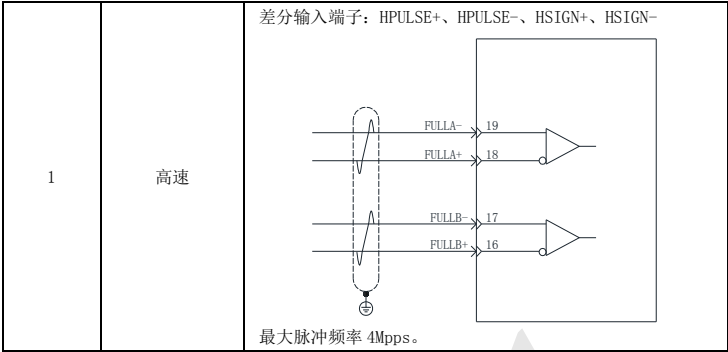 差分输入端子：HPULSE+、HPULSE-、HSIGN+、HSIGN-
1
高速
FULLA- 19
FULLA+ 18
FULLB- 17
FULLB+ 16
最大脉冲频率 4Mpps。